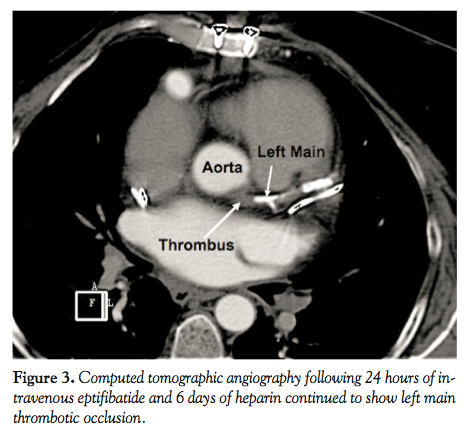 Left Main
Aorta
Thrombus
A
F L
Figure 3. Computed tomographic angiography following 24 hours of in-
travenous eptifibatide and 6 days of heparin continued to show left main
thrombotic occlusion.